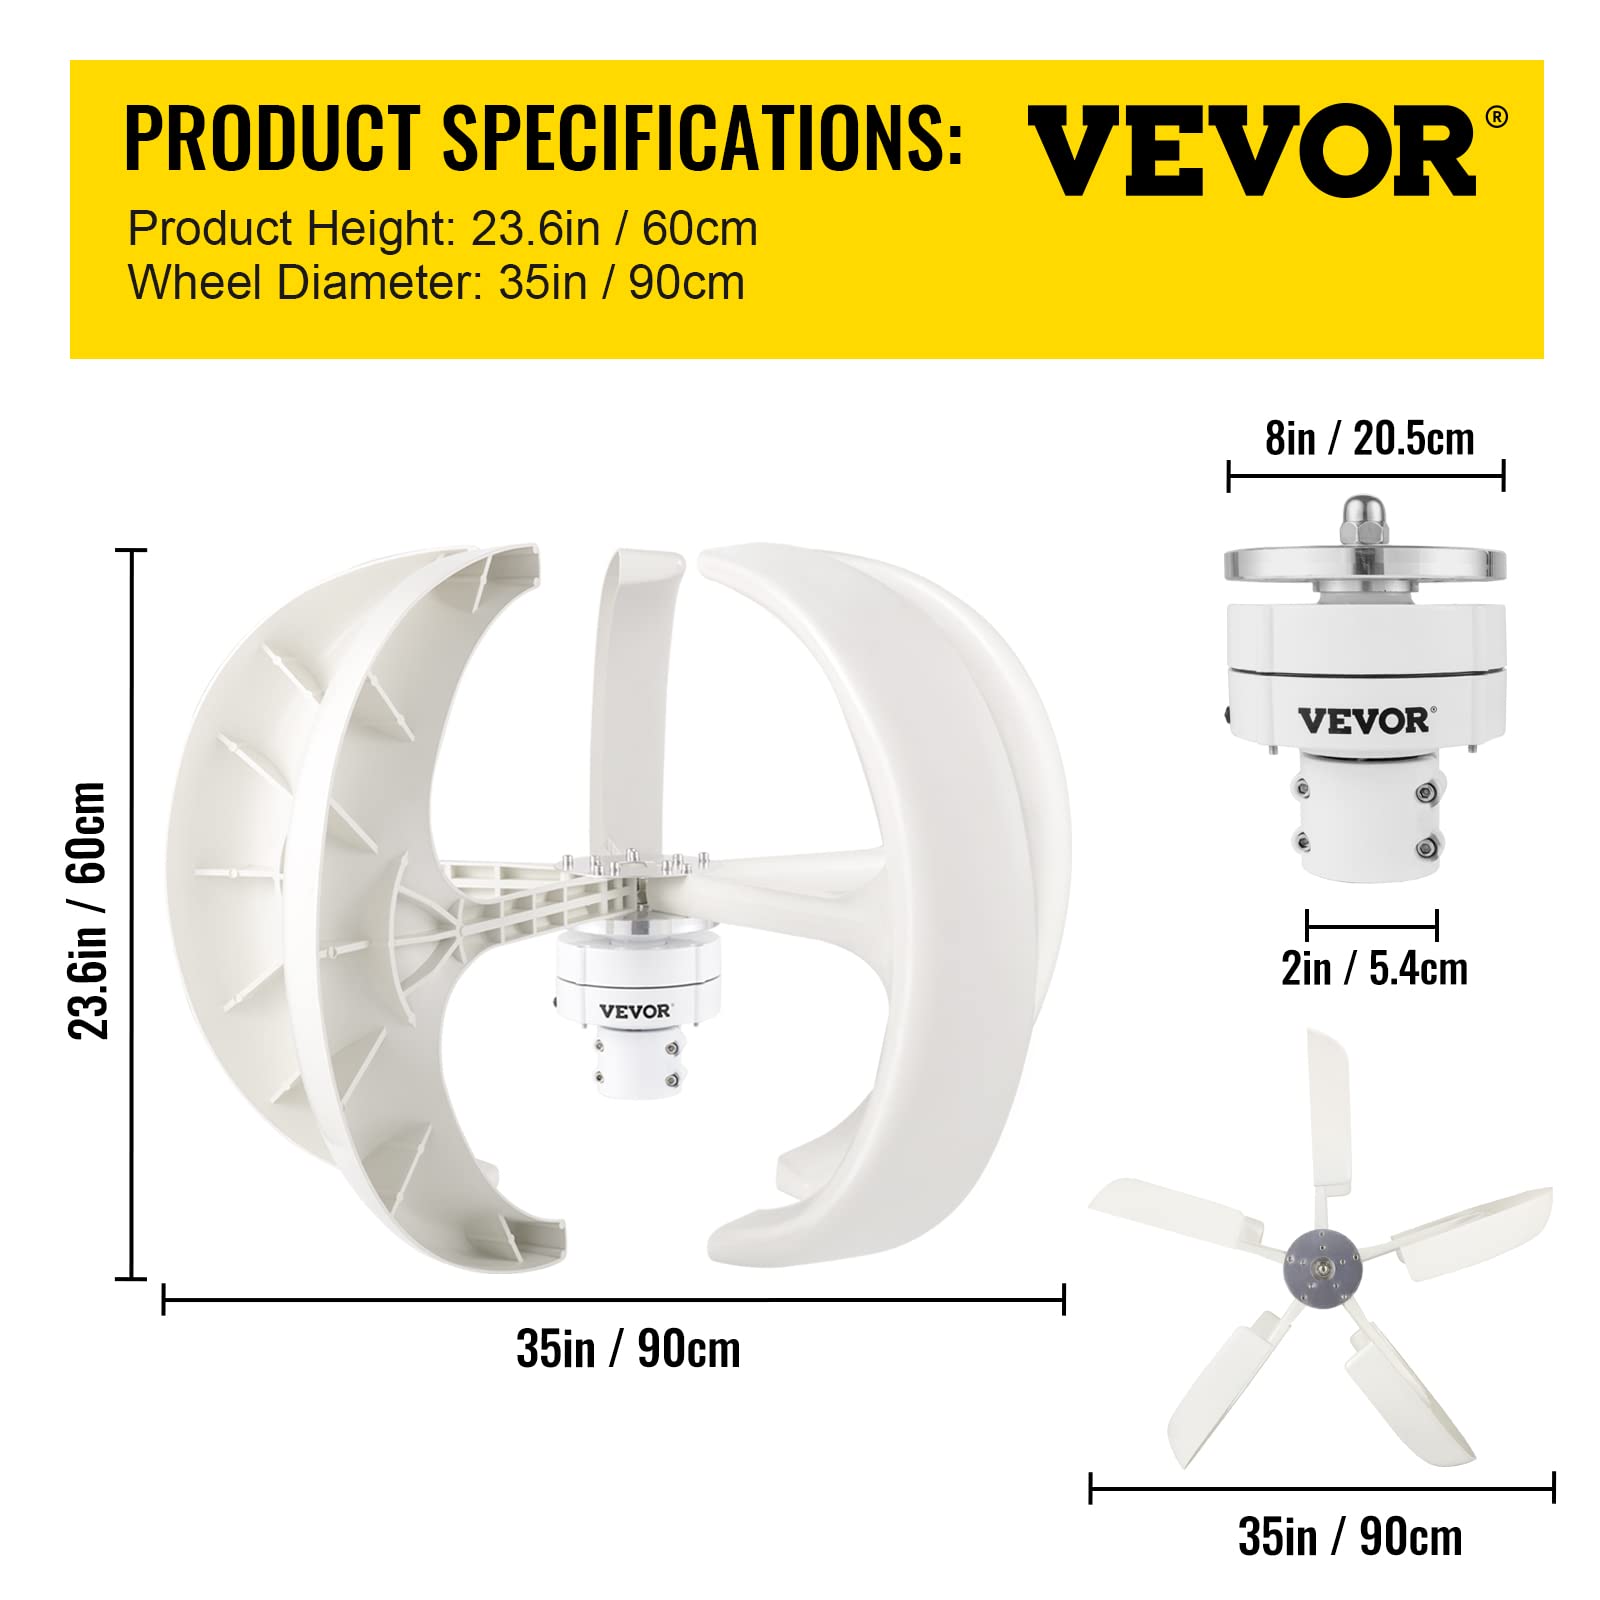 PRODUCT SPECIFICATIONS:
VEVOR®
Product Height: 23.6in / 60cm
Wheel Diameter: 35in / 90cm
8in / 20.5cm
VEVOR®
2in / 5.4cm
23.6in / 60cm
VEVOR®
35in / 90cm
35in / 90cm